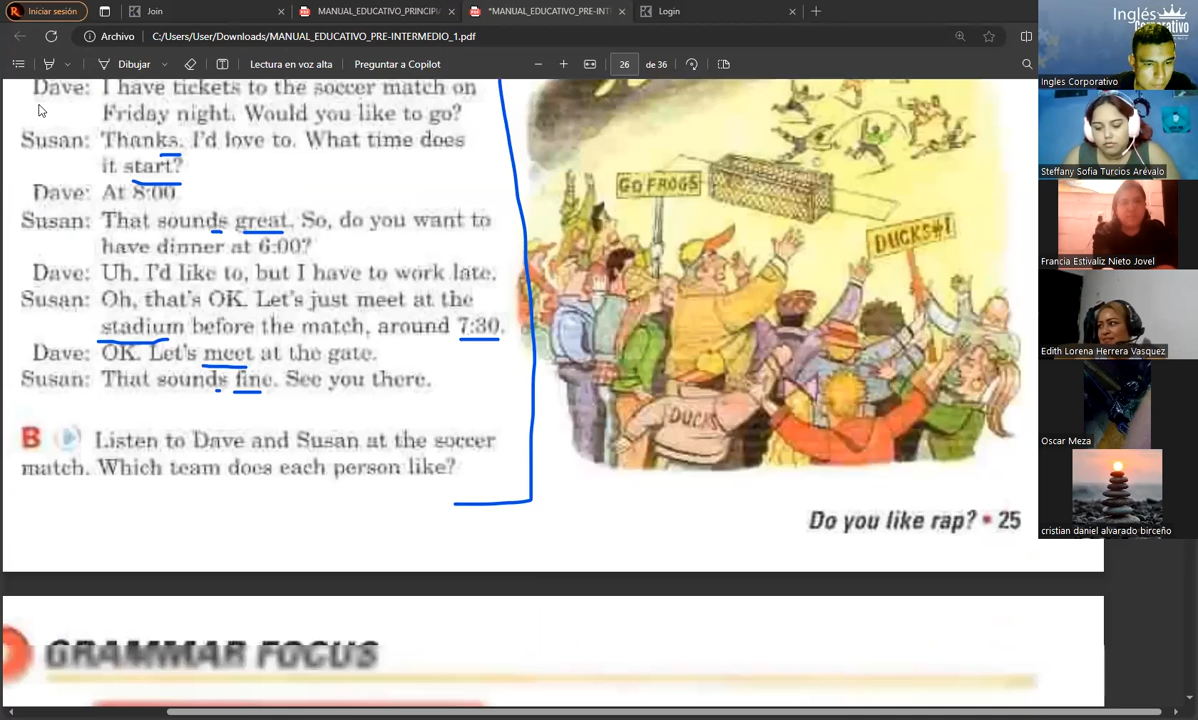 Iniciar sesión
Join
MANUAL_EDUCATIVO_PRINCIPI
*MANUAL_EDUCATIVO_PRE-INT
Login
Archivo
C:/Users/User/Downloads/MANUAL_EDUCATIVO_PRE-INTERMEDIO_1.pdf
Dibujar
Lectura en voz alta
Preguntar a Copilot
26
de 36
Dave: I have tickets to the soccer match on
Friday night. Would you like to go?
Susan: Thanks. I'd love to. What time does
it start?
Dave: At 8:00
Susan: That sounds great. So, do you want to
have dinner at 6:00?
Dave: Uh, I'd like to, but I have to work late.
Susan: Oh, that's OK. Let's just meet at the
stadium before the match, around 7:30.
Dave: OK. Let's meet at the gate.
Susan: That sounds fine. See you there.
B Listen to Dave and Susan at the soccer
match. Which team does each person like?
GO FROGS
DUCKS #1
DUCKS
Do you like rap? • 25
GRAMMAR FOCUS
Inglés
Corporativo
Ingles Corporativo
Steffany Sofia Turcios Arévalo
Francia Estivaliz Nieto Jovel
Edith Lorena Herrera Vasquez
Oscar Meza
cristian daniel alvarado birceño